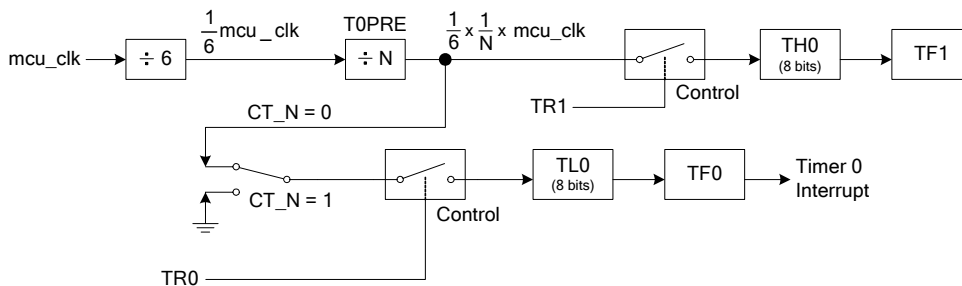 mcu_clk
÷ 6
1/6 mcu_clk
T0PRE
÷ N
1/6 x 1/N x mcu_clk
TR1
Control
TH0
(8 bits)
TF1
CT_N = 0
CT_N = 1
TR0
Control
TL0
(8 bits)
TF0
Timer 0
Interrupt